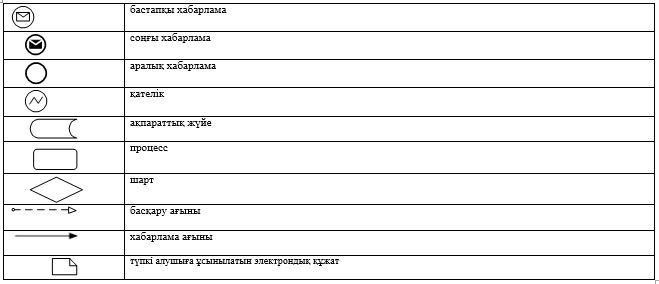 бастапқы хабарлама
соңғы хабарлама
аралық хабарлама
қателік
ақпараттық жүйе
процесс
шарт
басқару ағыны
хабарлама ағыны
түпкі алушыға ұсынылатын электрондық құжат